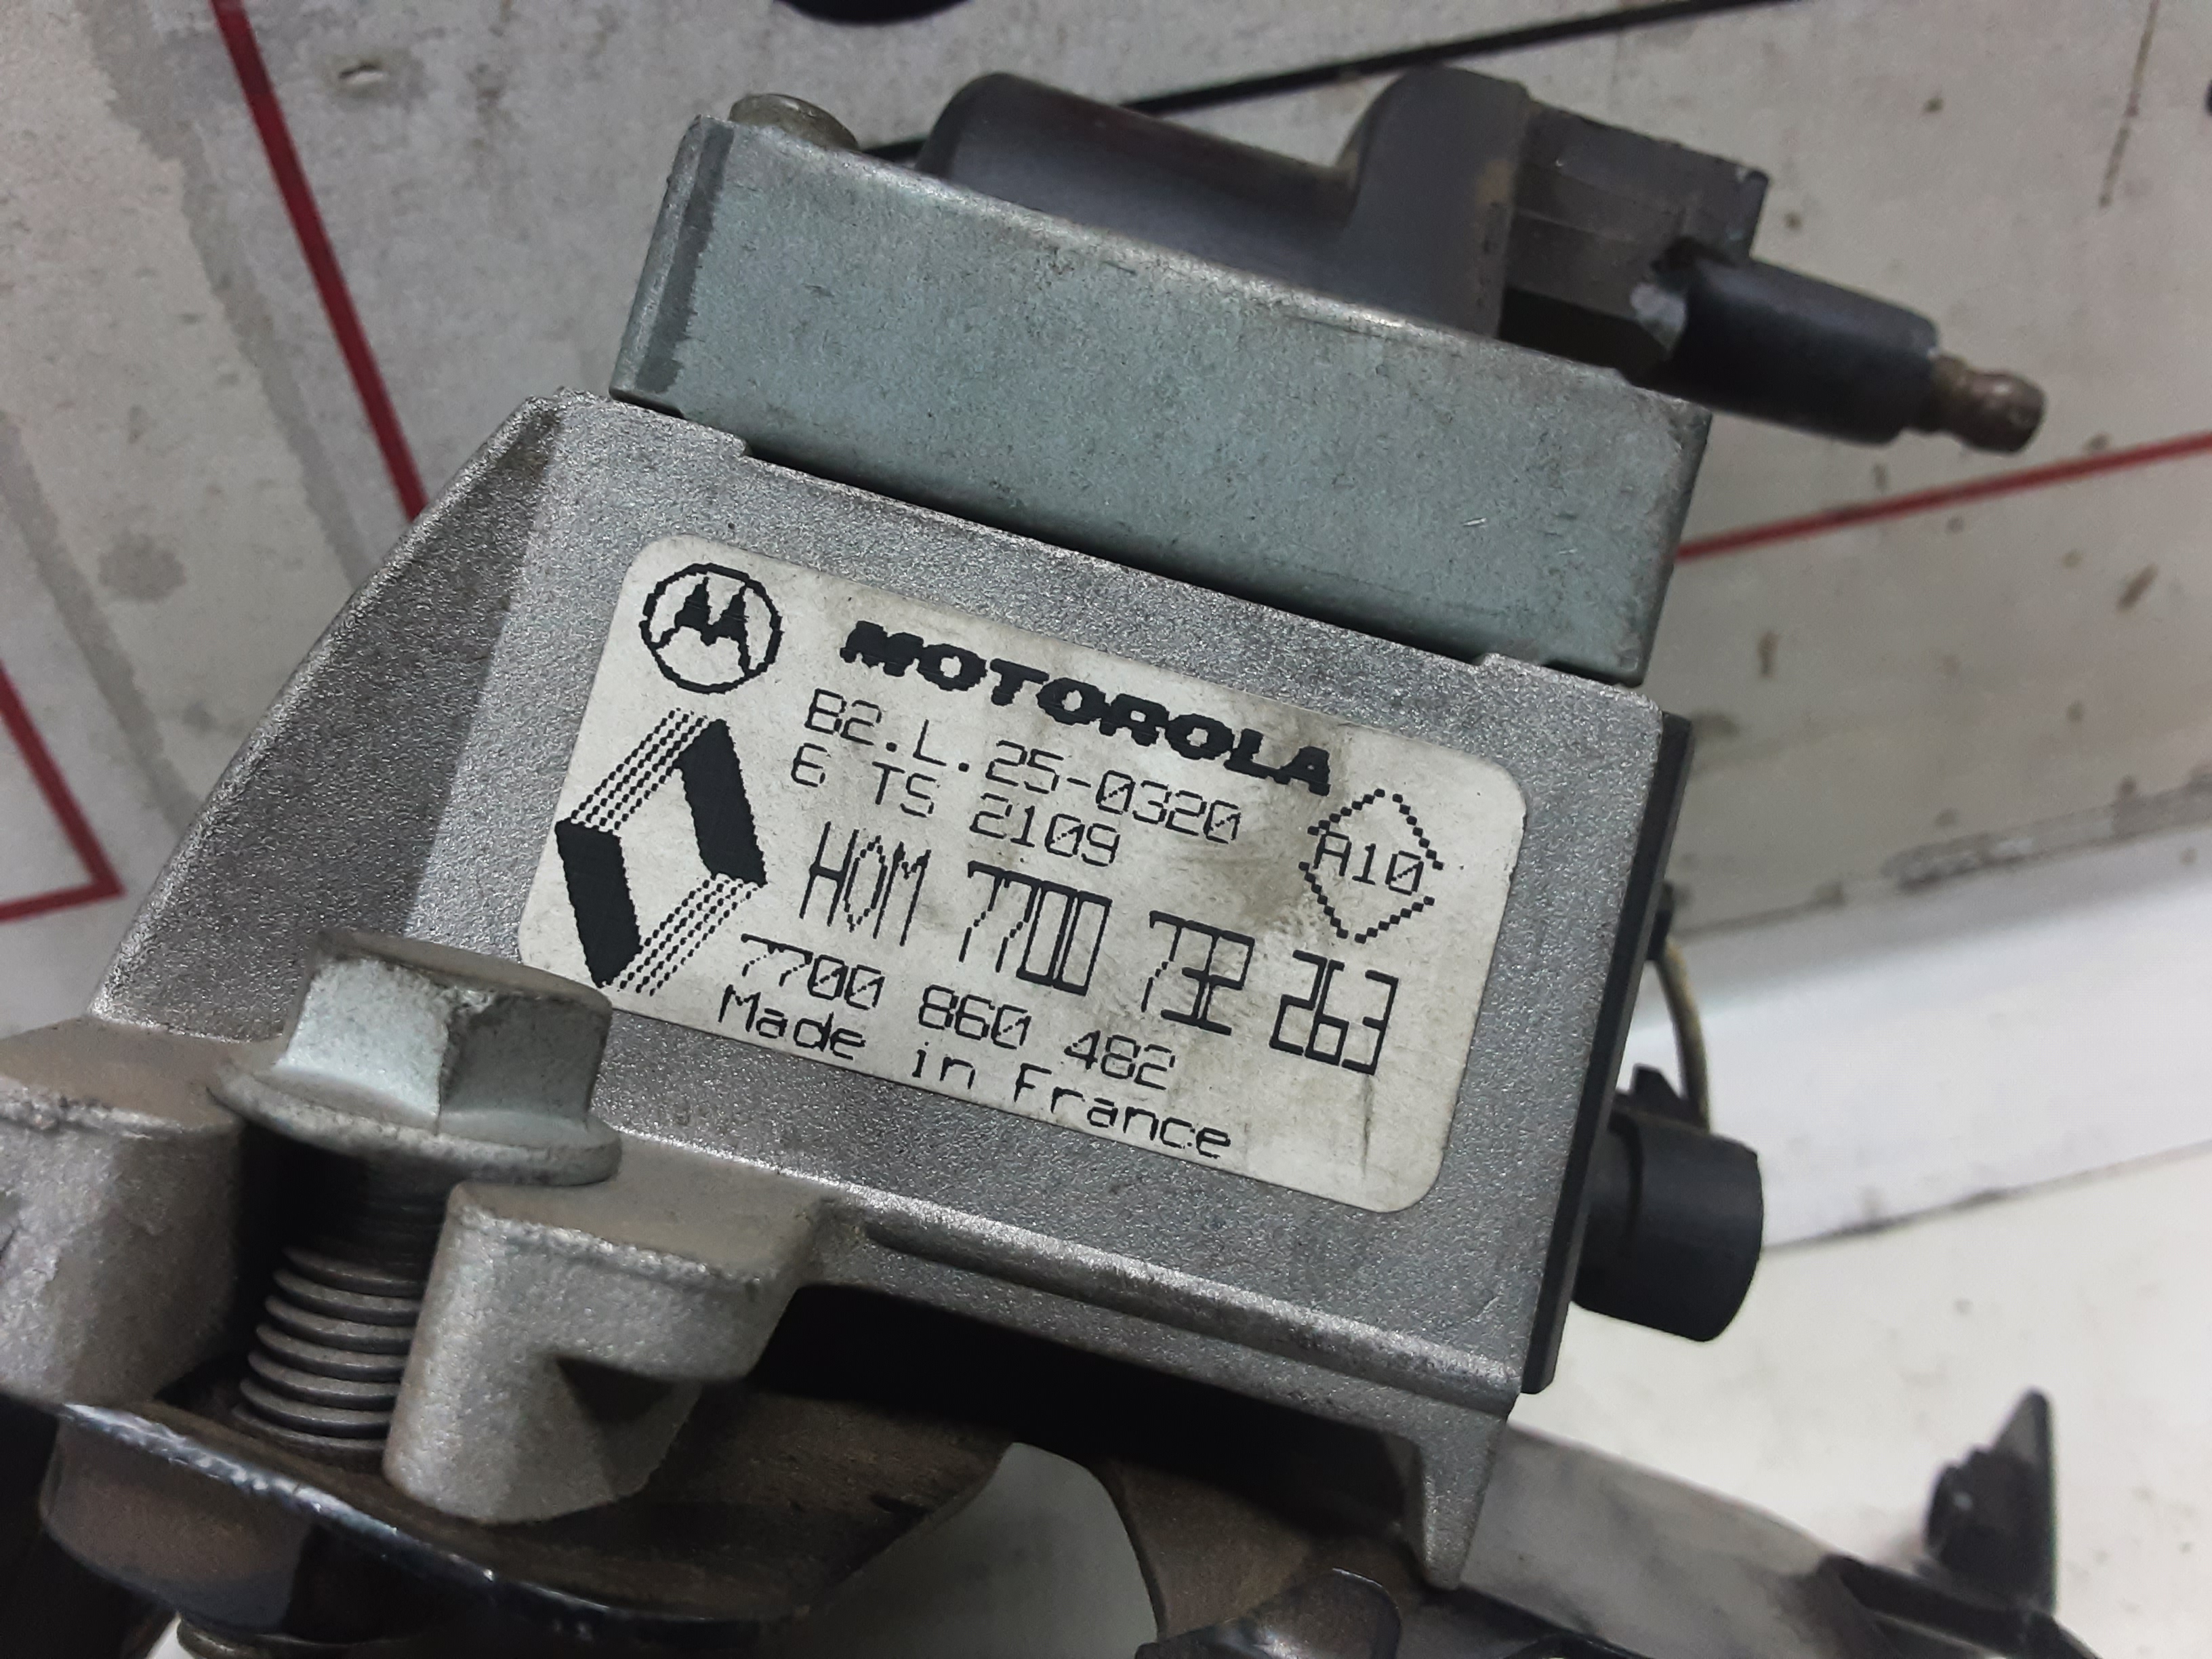 MOTOROLA
B2.L.25-0320
6 TS 2109
A10
HOM 7700 732 263
7700 860 482
Made in France